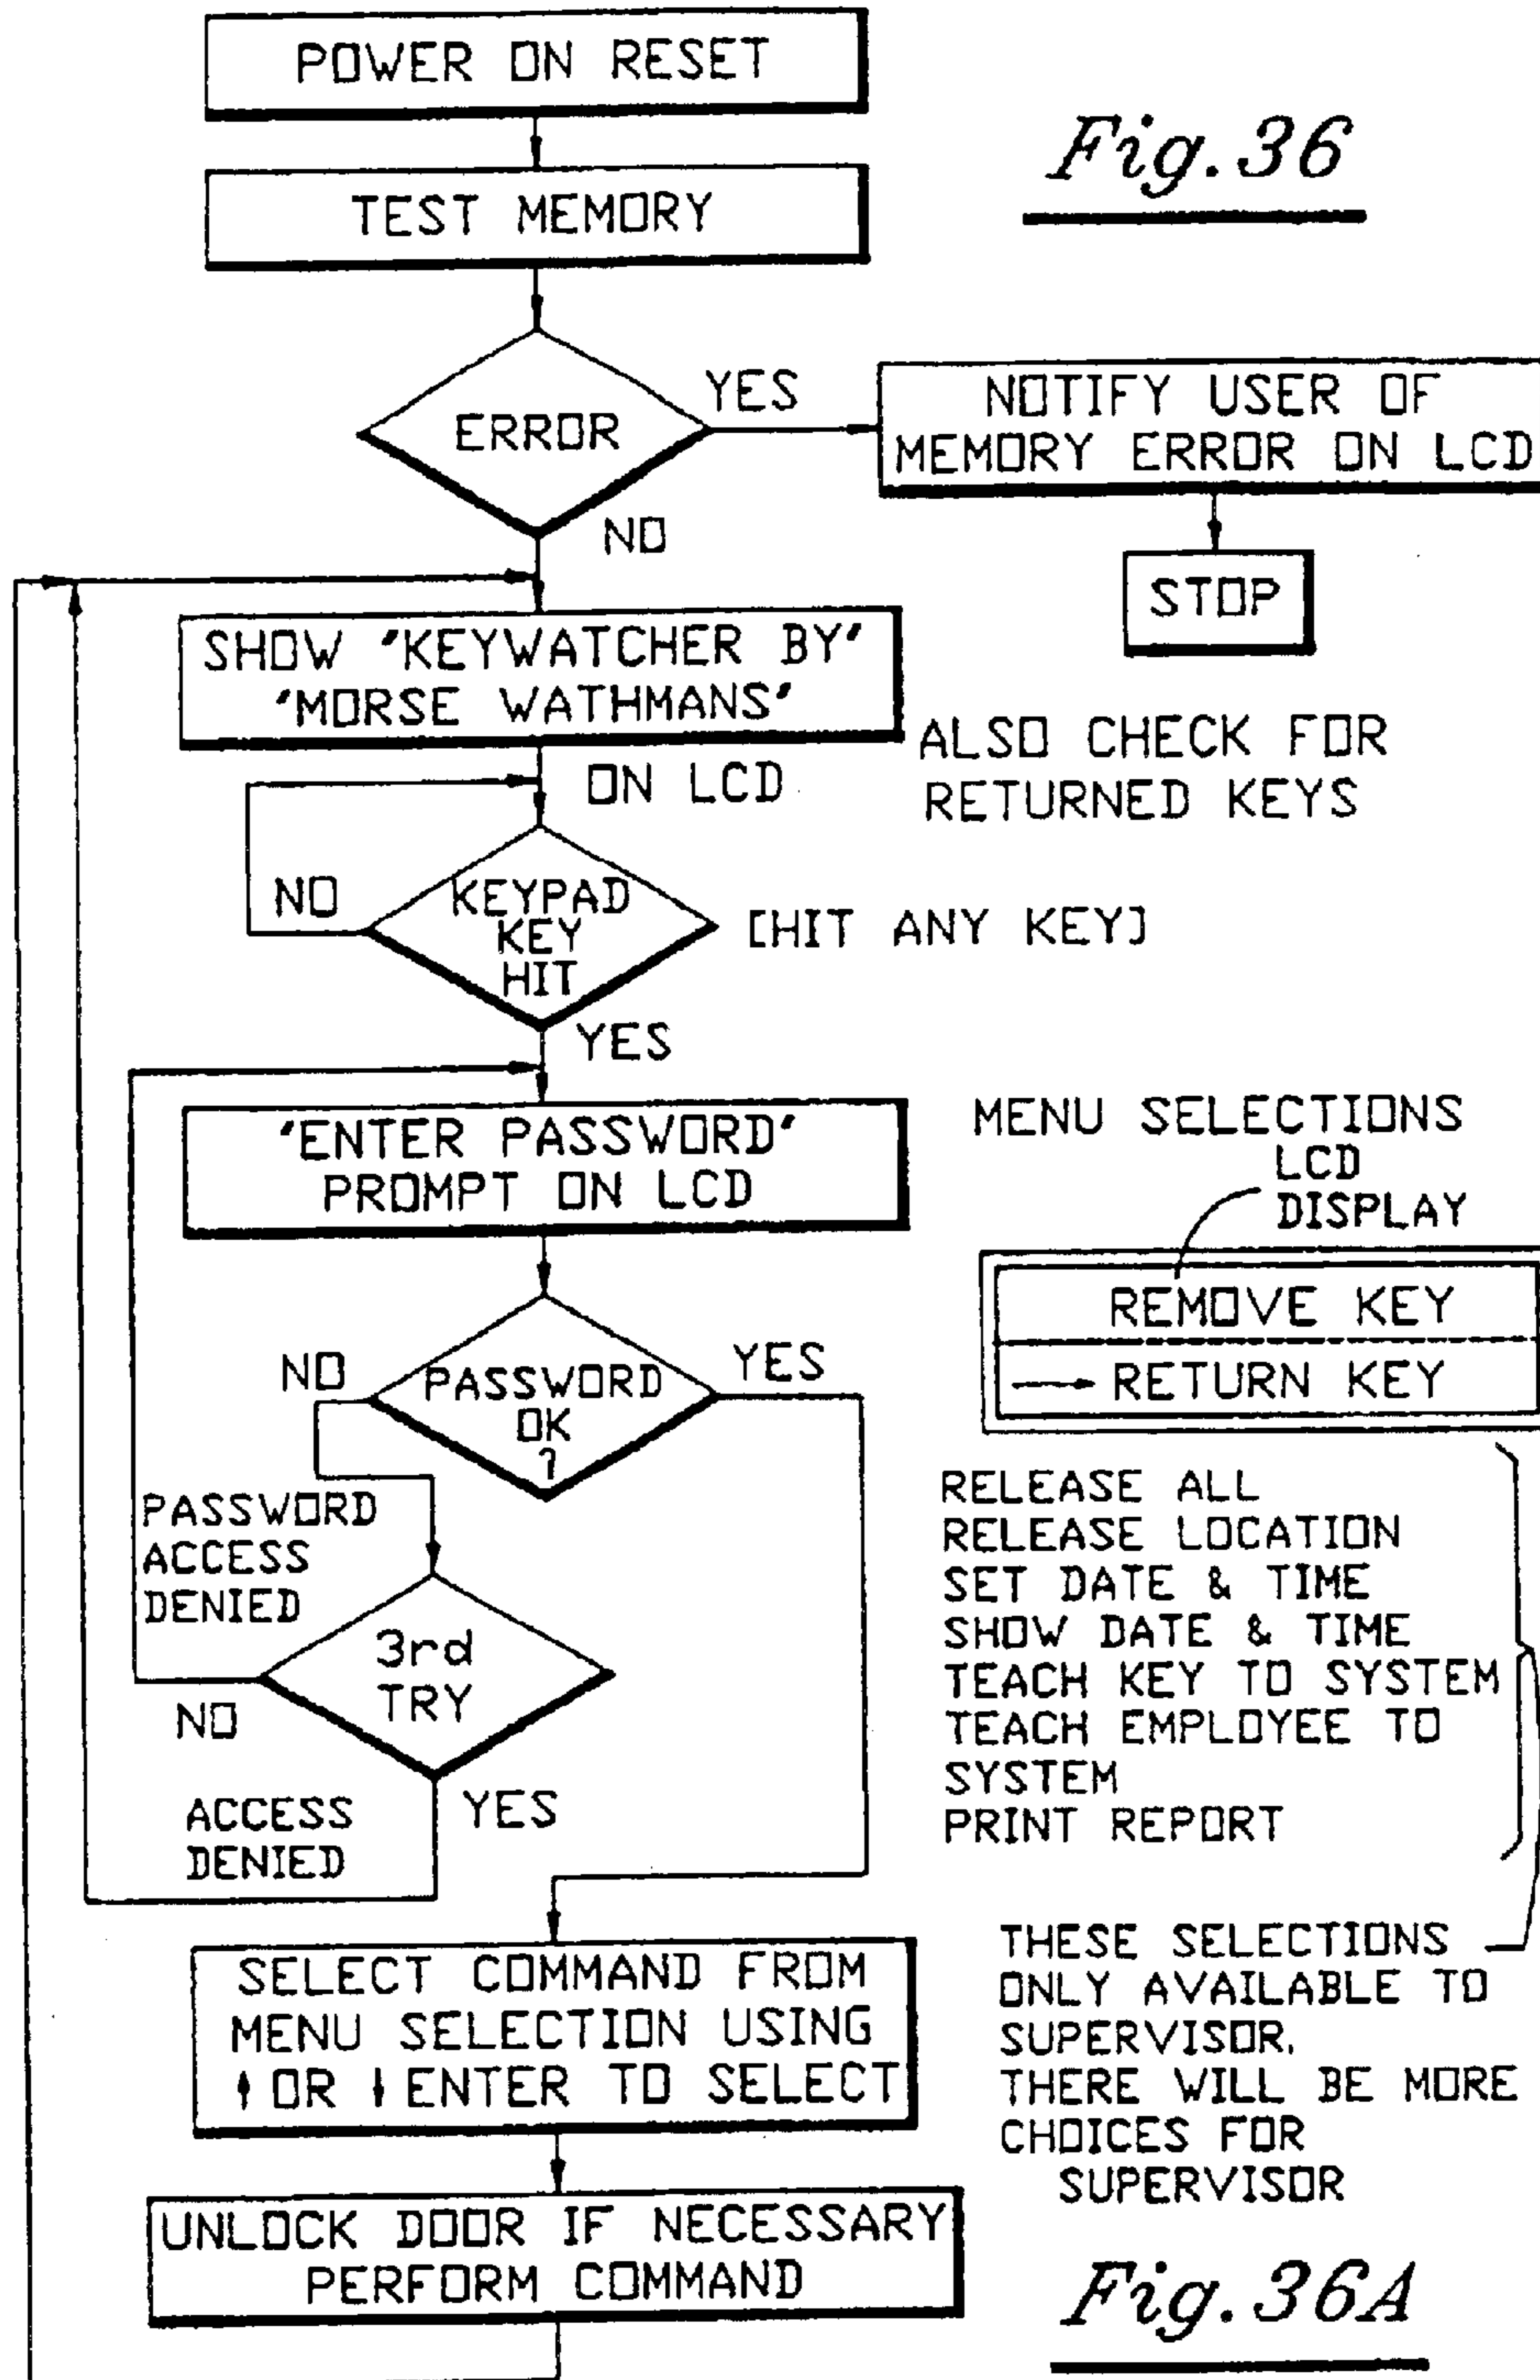 POWER ON RESET
Fig. 36
TEST MEMORY
ERROR
YES
NOTIFY USER OF
MEMORY ERROR ON LCD
NO
STOP
SHOW "KEYWATCHER BY"
"MORSE WATHMANS"
ON LCD
ALSO CHECK FOR
RETURNED KEYS
NO
KEYPAD
KEY
HIT
[HIT ANY KEY]
YES
"ENTER PASSWORD"
PROMPT ON LCD
NO
PASSWORD
OK
?
YES
PASSWORD
ACCESS
DENIED
3rd
TRY
NO
YES
ACCESS
DENIED
SELECT COMMAND FROM
MENU SELECTION USING
↑ OR ↓ ENTER TO SELECT
UNLOCK DOOR IF NECESSARY
PERFORM COMMAND
MENU SELECTIONS
LCD
DISPLAY
REMOVE KEY
→ RETURN KEY
RELEASE ALL
RELEASE LOCATION
SET DATE & TIME
SHOW DATE & TIME
TEACH KEY TO SYSTEM
TEACH EMPLOYEE TO
SYSTEM
PRINT REPORT
THESE SELECTIONS
ONLY AVAILABLE TO
SUPERVISOR.
THERE WILL BE MORE
CHOICES FOR
SUPERVISOR
Fig. 36A